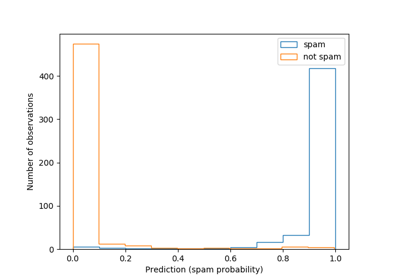 spam
not spam
400
300
200
100
0
0.0 0.2 0.4 0.6 0.8 1.0
Number of observations
Prediction (spam probability)